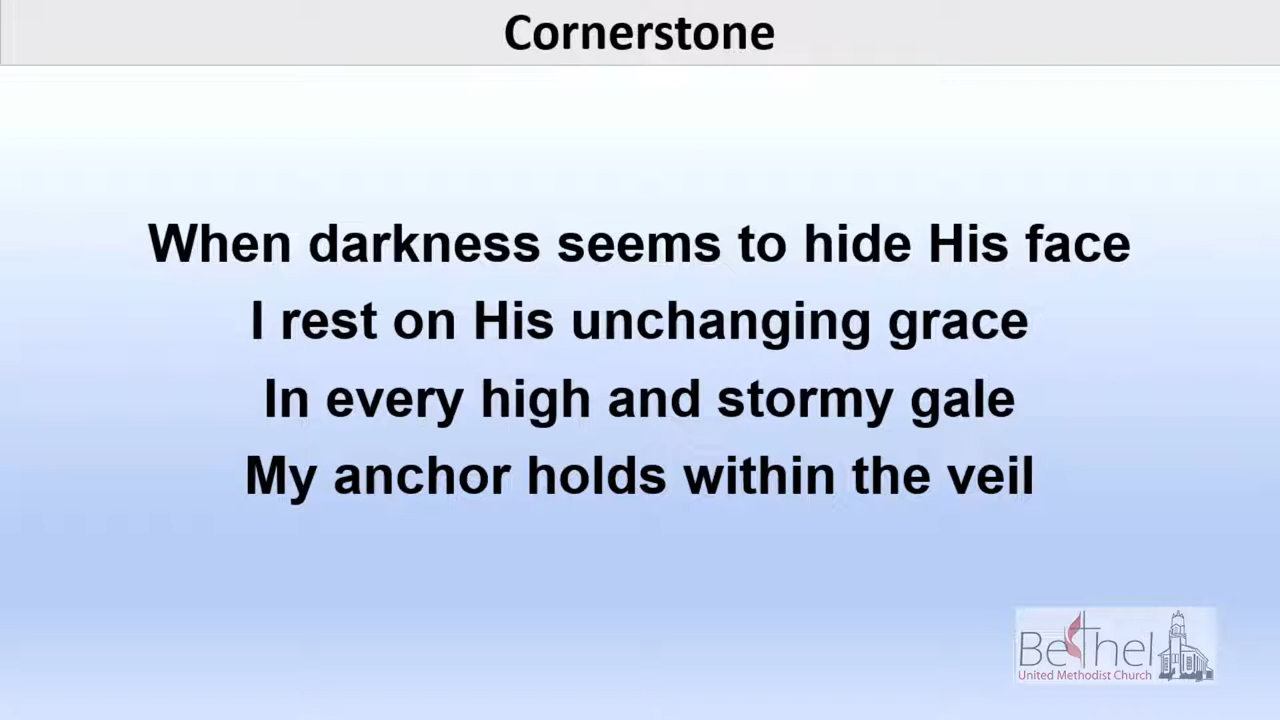 Cornerstone
When darkness seems to hide His face
I rest on His unchanging grace
In every high and stormy gale
My anchor holds within the veil
Bethel
United Methodist Church